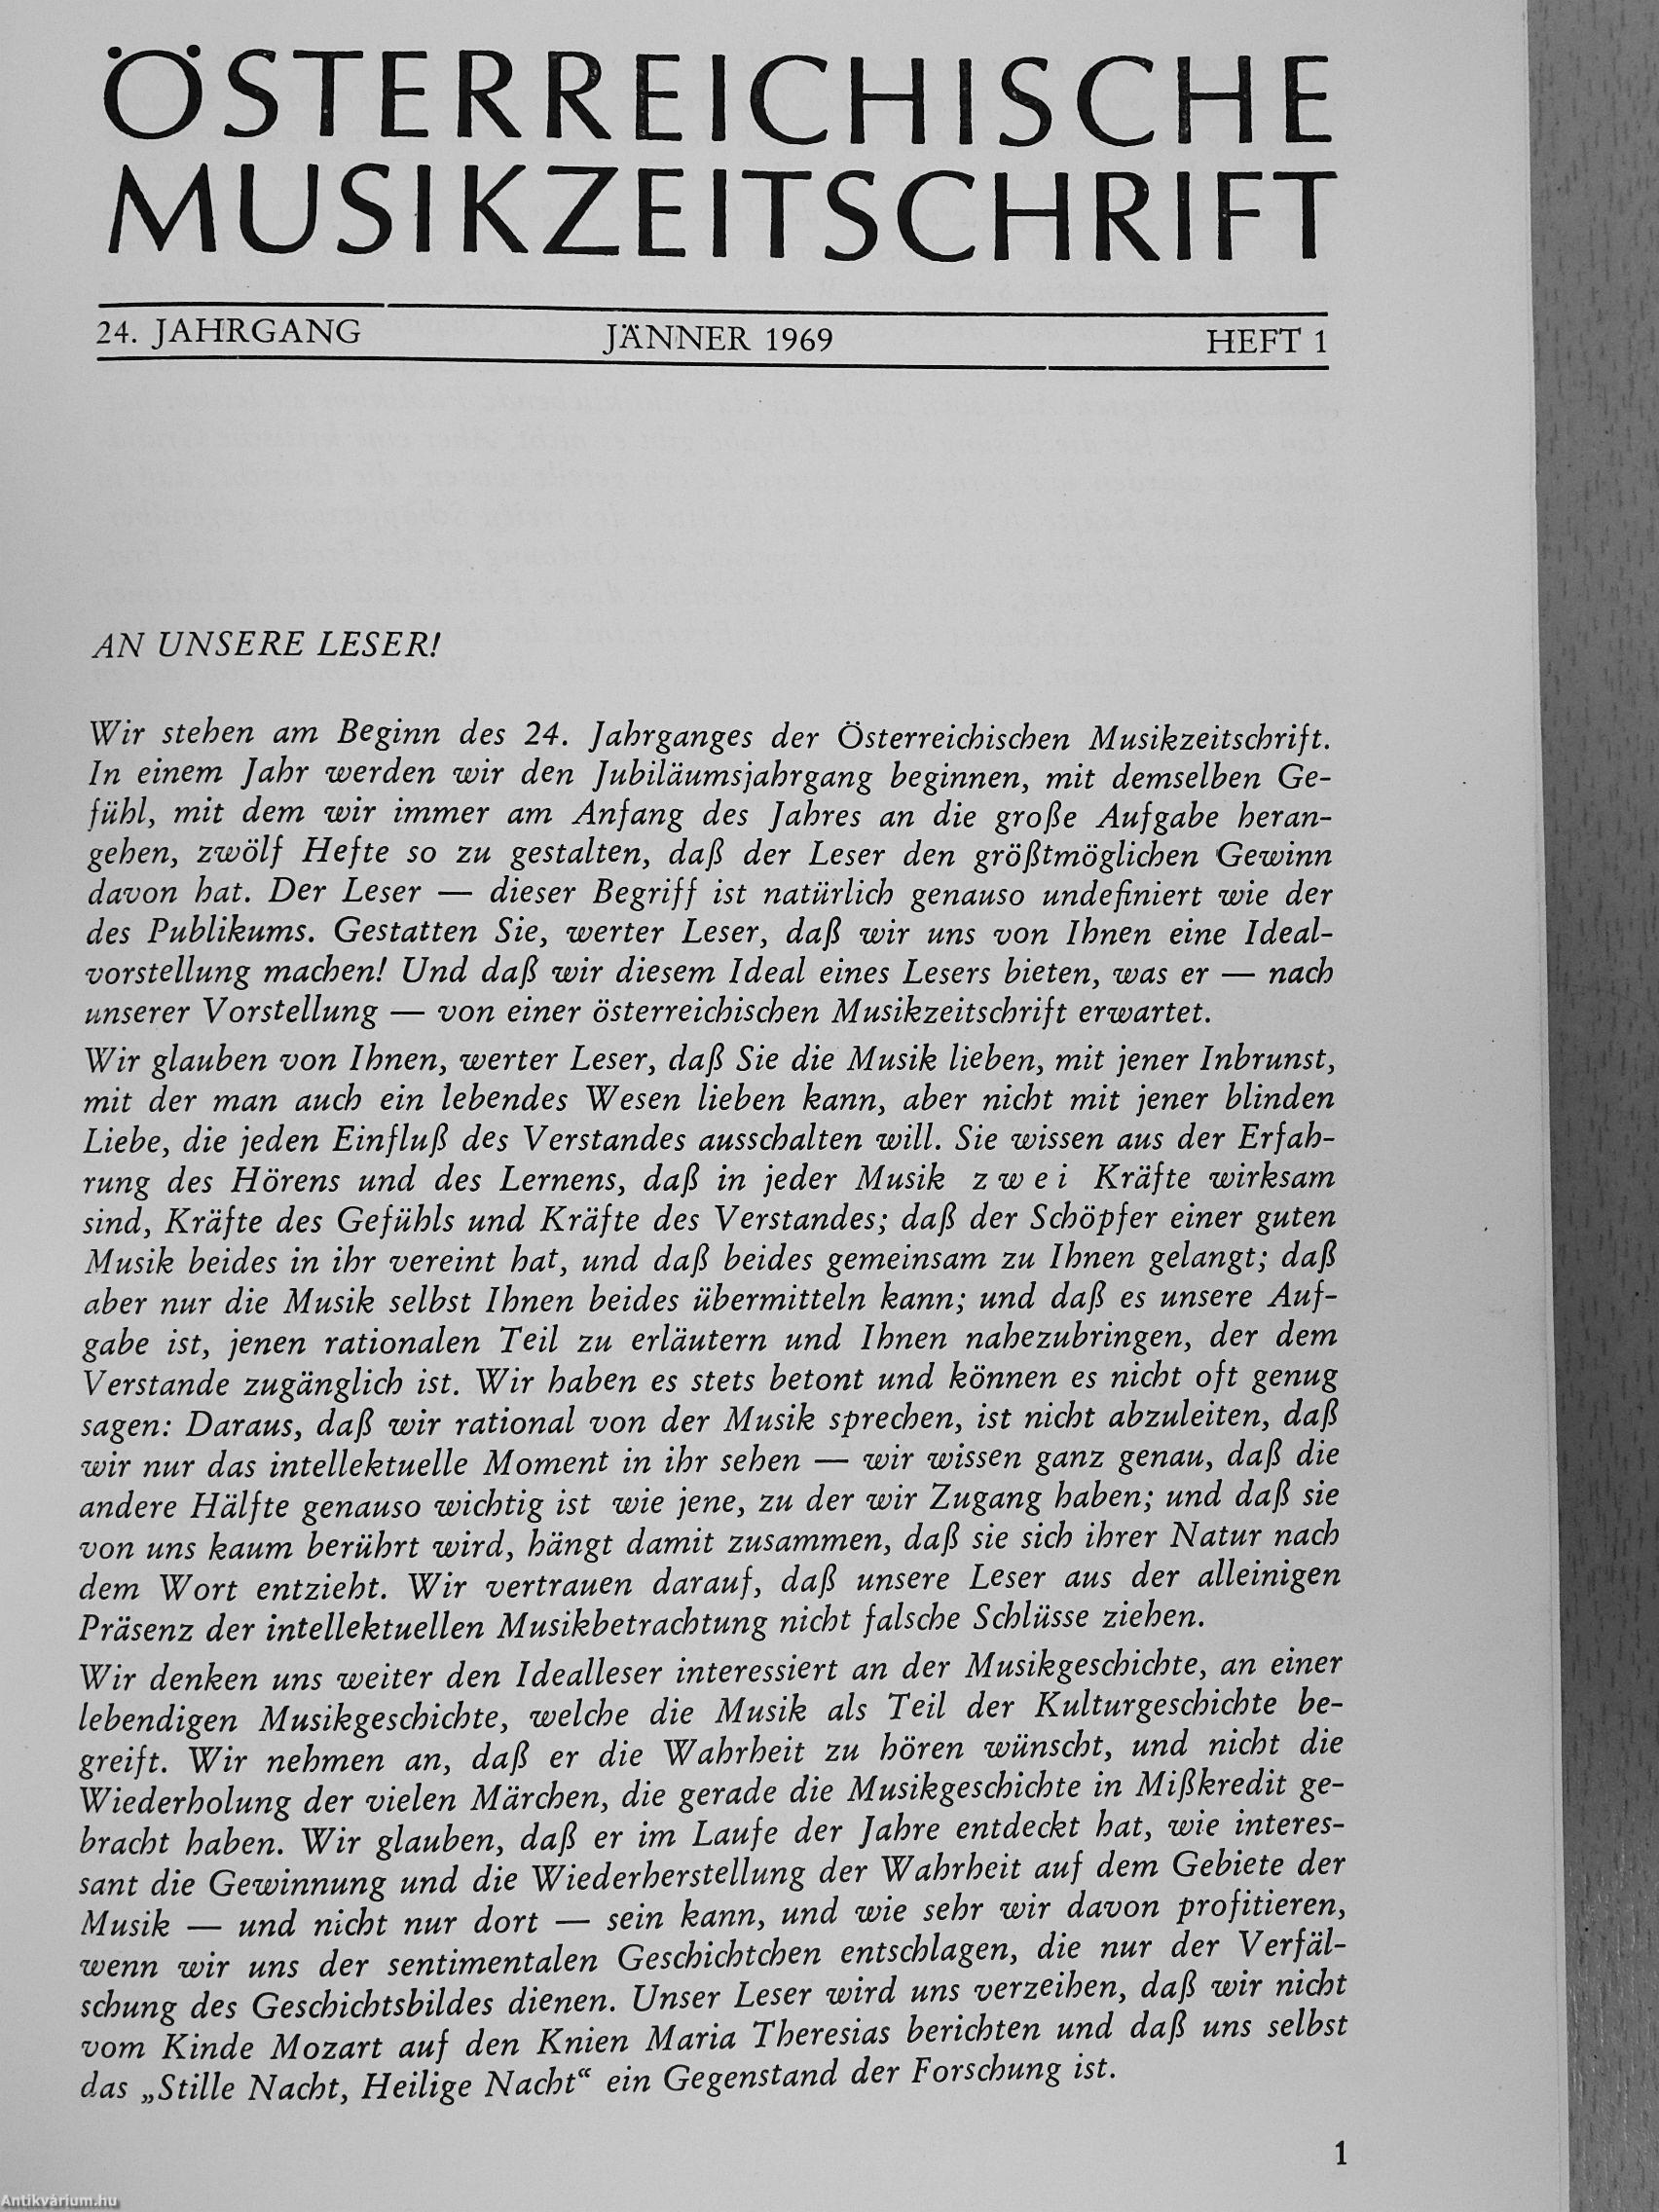 ÖSTERREICHISCHE
MUSIKZEITSCHRIFT
24. JAHRGANG JÄNNER 1969 HEFT 1
AN UNSERE LESER!
Wir stehen am Beginn des 24. Jahrganges der Österreichischen Musikzeitschrift.
In einem Jahr werden wir den Jubiläumsjahrgang beginnen, mit demselben Ge-
fühl, mit dem wir immer am Anfang des Jahres an die große Aufgabe heran-
gehen, zwölf Hefte so zu gestalten, daß der Leser den größtmöglichen Gewinn
davon hat. Der Leser — dieser Begriff ist natürlich genauso undefiniert wie der
des Publikums. Gestatten Sie, werter Leser, daß wir uns von Ihnen eine Ideal-
vorstellung machen! Und daß wir diesem Ideal eines Lesers bieten, was er — nach
unserer Vorstellung — von einer österreichischen Musikzeitschrift erwartet.
Wir glauben von Ihnen, werter Leser, daß Sie die Musik lieben, mit jener Inbrunst,
mit der man auch ein lebendes Wesen lieben kann, aber nicht mit jener blinden
Liebe, die jeden Einfluß des Verstandes ausschalten will. Sie wissen aus der Erfah-
rung des Hörens und des Lernens, daß in jeder Musik z w e i Kräfte wirksam
sind, Kräfte des Gefühls und Kräfte des Verstandes; daß der Schöpfer einer guten
Musik beides in ihr vereint hat, und daß beides gemeinsam zu Ihnen gelangt; daß
aber nur die Musik selbst Ihnen beides übermitteln kann; und daß es unsere Auf-
gabe ist, jenen rationalen Teil zu erläutern und Ihnen nahezubringen, der dem
Verstande zugänglich ist. Wir haben es stets betont und können es nicht oft genug
sagen: Daraus, daß wir rational von der Musik sprechen, ist nicht abzuleiten, daß
wir nur das intellektuelle Moment in ihr sehen — wir wissen ganz genau, daß die
andere Hälfte genauso wichtig ist wie jene, zu der wir Zugang haben; und daß sie
von uns kaum berührt wird, hängt damit zusammen, daß sie sich ihrer Natur nach
dem Wort entzieht. Wir vertrauen darauf, daß unsere Leser aus der alleinigen
Präsenz der intellektuellen Musikbetrachtung nicht falsche Schlüsse ziehen.
Wir denken uns weiter den Idealleser interessiert an der Musikgeschichte, an einer
lebendigen Musikgeschichte, welche die Musik als Teil der Kulturgeschichte be-
greift. Wir nehmen an, daß er die Wahrheit zu hören wünscht, und nicht die
Wiederholung der vielen Märchen, die gerade die Musikgeschichte in Mißkredit ge-
bracht haben. Wir glauben, daß er im Laufe der Jahre entdeckt hat, wie interes-
sant die Gewinnung und die Wiederherstellung der Wahrheit auf dem Gebiete der
Musik — und nicht nur dort — sein kann, und wie sehr wir davon profitieren,
wenn wir uns der sentimentalen Geschichtchen entschlagen, die nur der Verfäl-
schung des Geschichtsbildes dienen. Unser Leser wird uns verzeihen, daß wir nicht
vom Kinde Mozart auf den Knien Maria Theresias berichten und daß uns selbst
das „Stille Nacht, Heilige Nacht“ ein Gegenstand der Forschung ist.
1
Antikvárium.hu